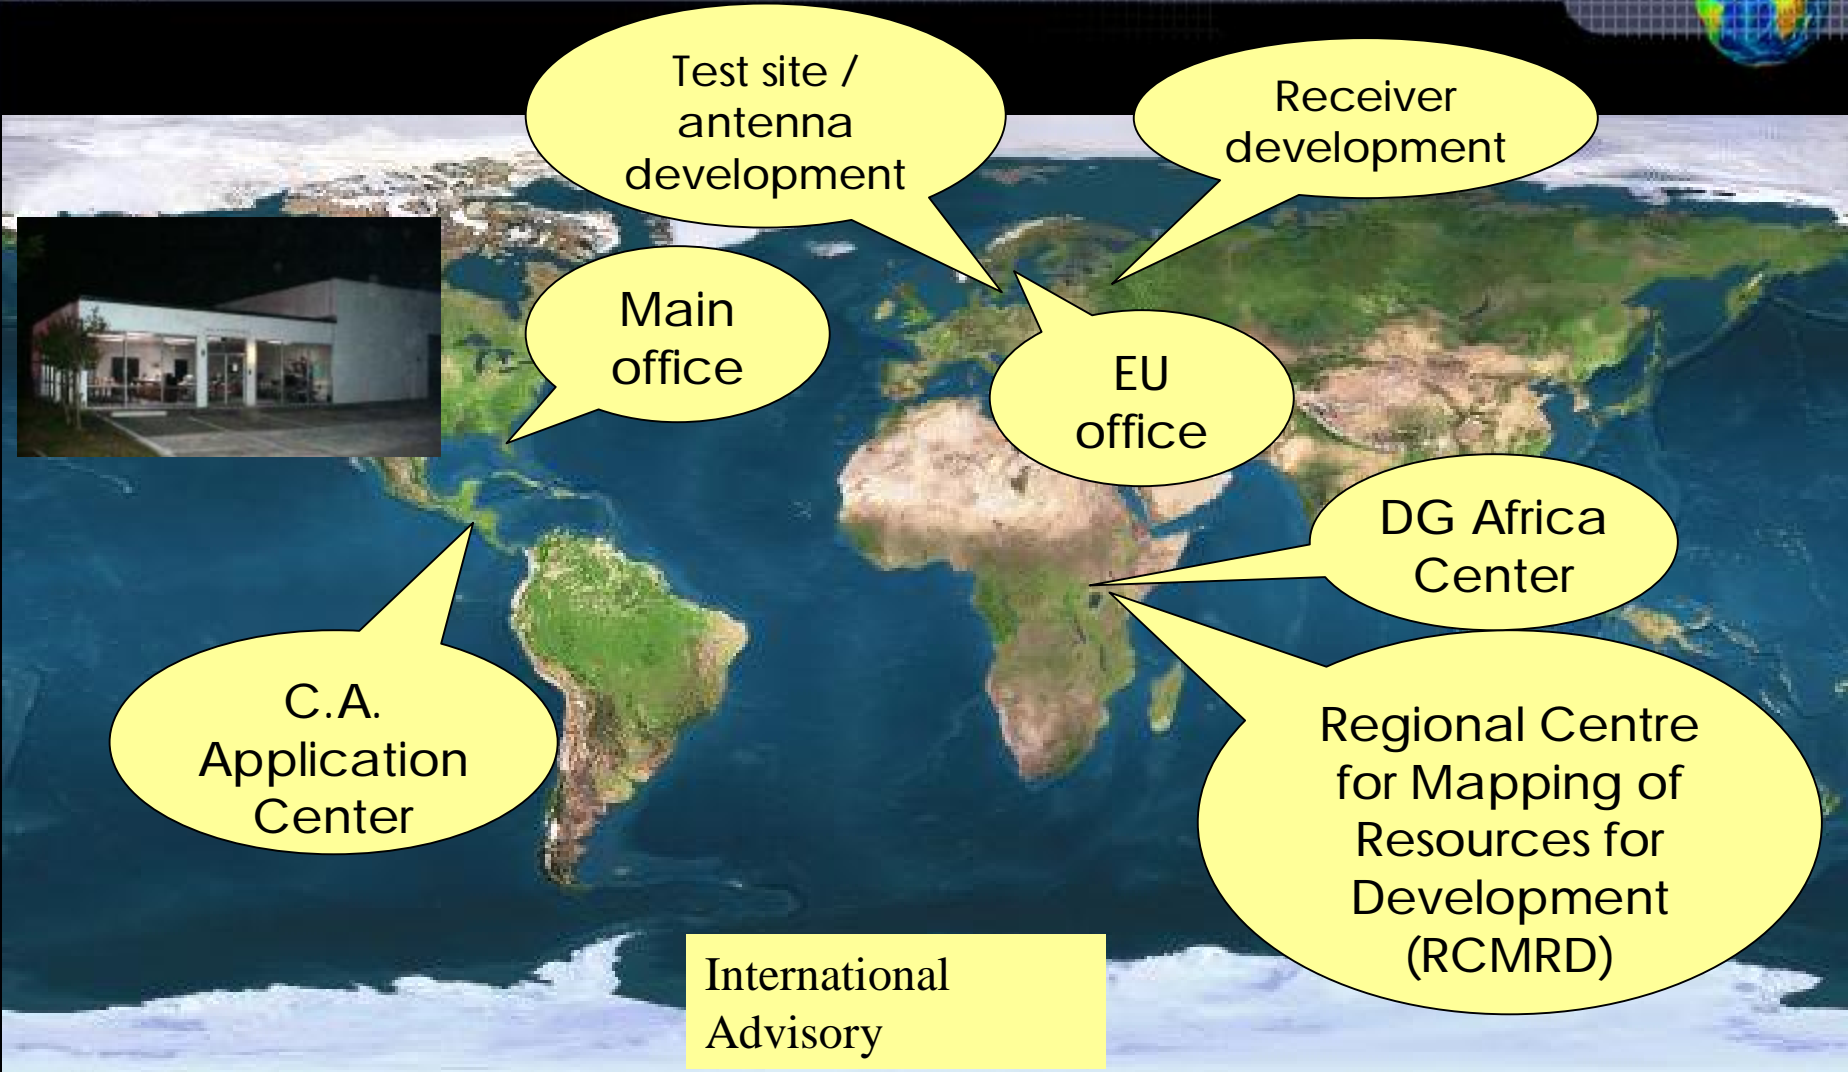 Test site /
antenna
development
Receiver
development
Main
office
EU
office
DG Africa
Center
C.A.
Application
Center
Regional Centre
for Mapping of
Resources for
Development
(RCMRD)
International
Advisory